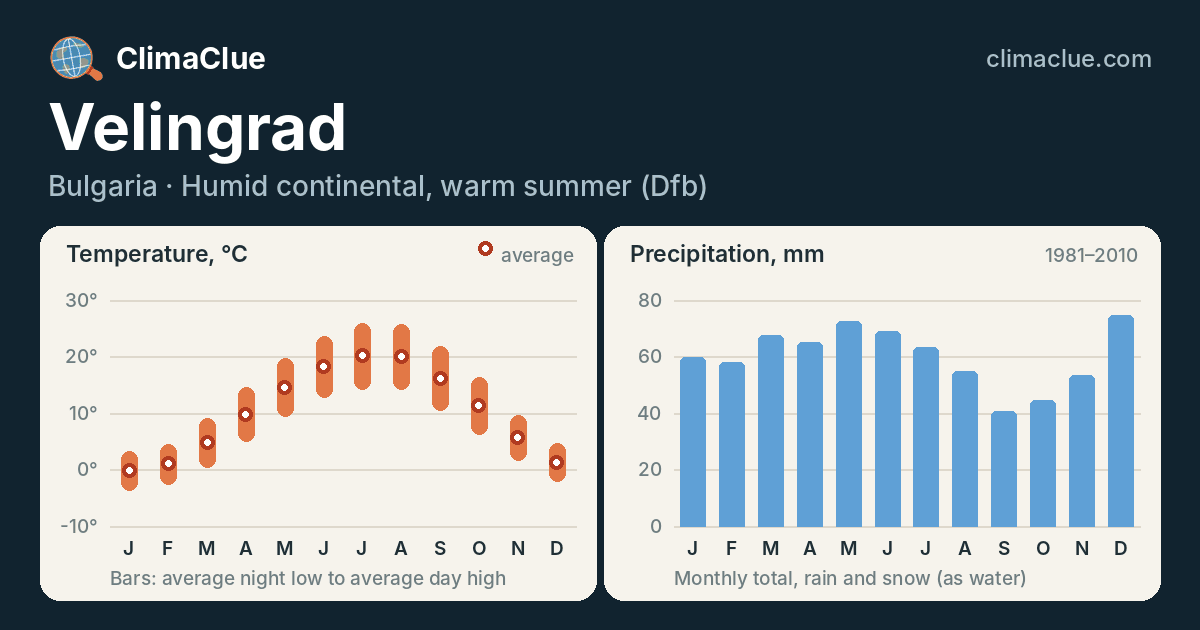 ClimaClue
climaclue.com
Velingrad
Bulgaria · Humid continental, warm summer (Dfb)
Temperature, °C
average
30°
20°
10°
0°
-10°
J F M A M J J A S O N D
Bars: average night low to average day high
Precipitation, mm
1981–2010
80
60
40
20
0
J F M A M J J A S O N D
Monthly total, rain and snow (as water)